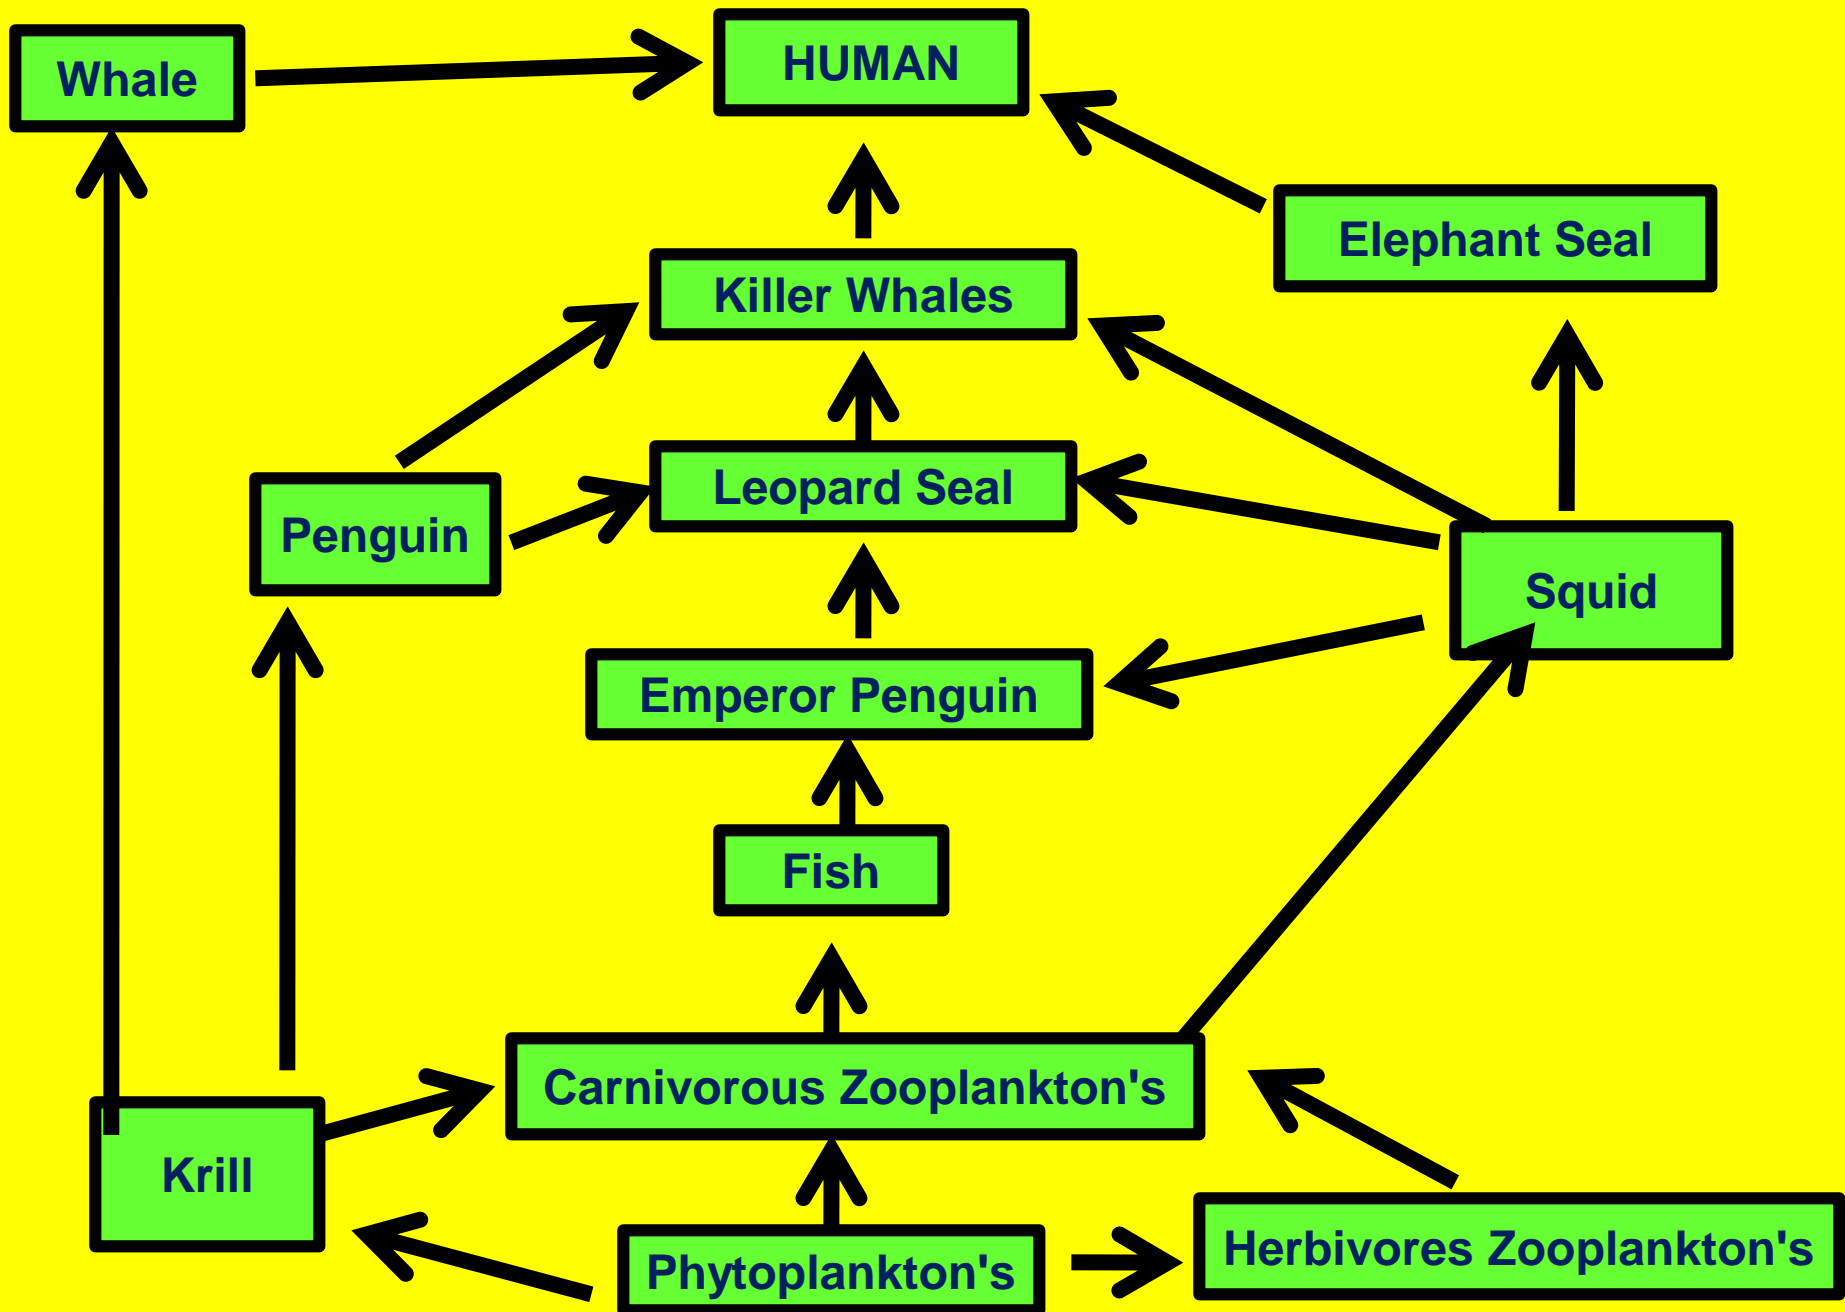 Whale
HUMAN
Elephant Seal
Killer Whales
Leopard Seal
Penguin
Squid
Emperor Penguin
Fish
Carnivorous Zooplankton's
Krill
Herbivores Zooplankton's
Phytoplankton's